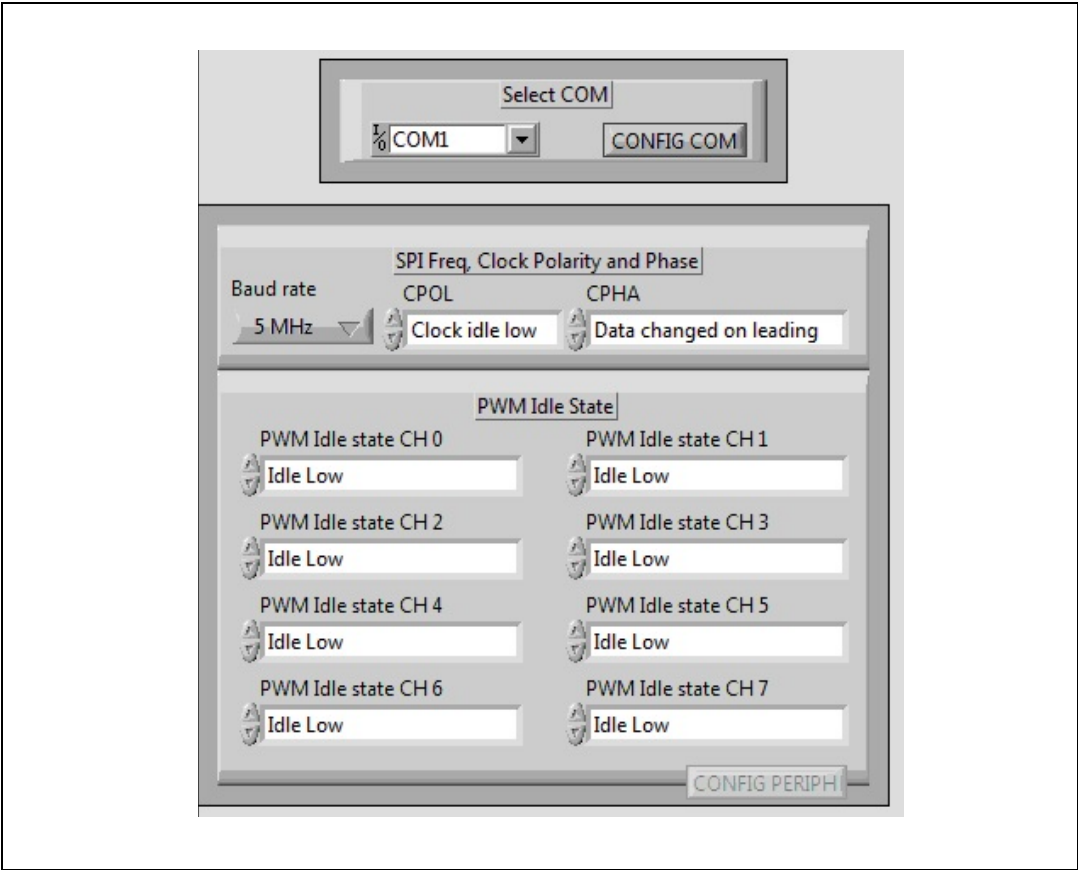 Select COM
I/O COM1 CONFIG COM
SPI Freq, Clock Polarity and Phase
Baud rate CPOL CPHA
5 MHz Clock idle low Data changed on leading
PWM Idle State
PWM Idle state CH 0 PWM Idle state CH 1
Idle Low Idle Low
PWM Idle state CH 2 PWM Idle state CH 3
Idle Low Idle Low
PWM Idle state CH 4 PWM Idle state CH 5
Idle Low Idle Low
PWM Idle state CH 6 PWM Idle state CH 7
Idle Low Idle Low
CONFIG PERIPH